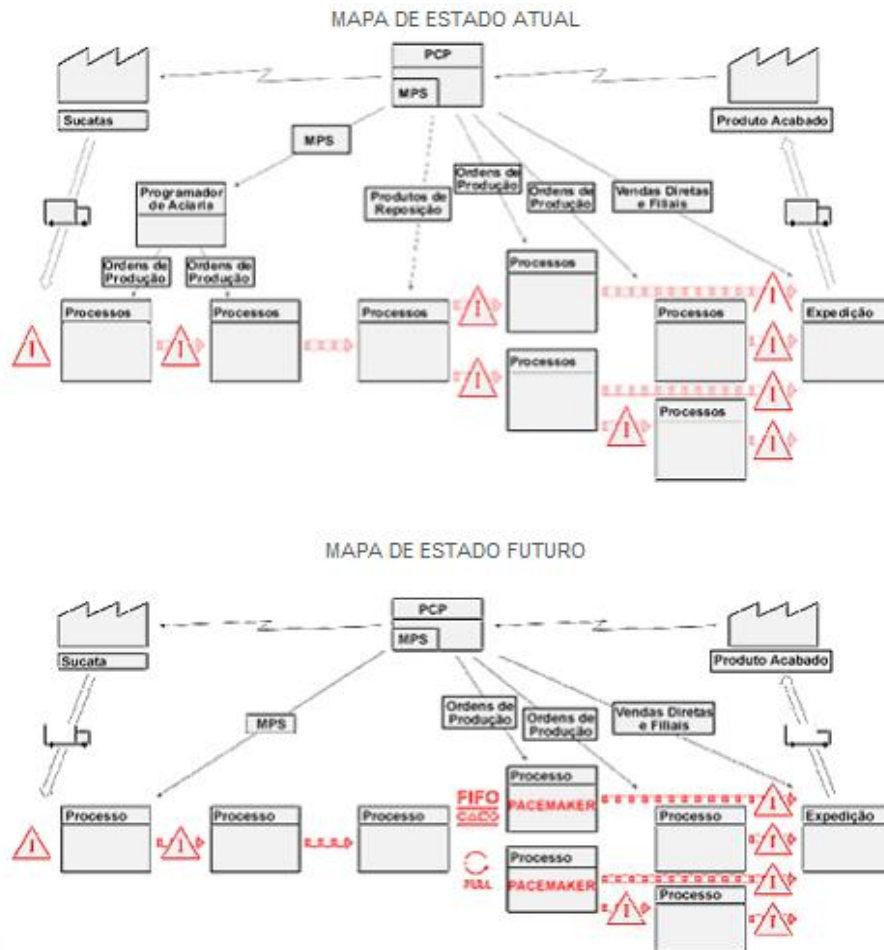 MAPA DE ESTADO ATUAL
PCP
MPS
Sucatas
Produto Acabado
MPS
Programador
de Aciaria
Produtos de
Reposição
Ordens de
Produção
Ordens de
Produção
Vendas Diretas
e Filiais
Ordens de
Produção
Ordens de
Produção
Processos
Processos
Processos
Processos
Processos
Expedição
I
I
I
I
I
I
Processos
Processos
I
I
I
MAPA DE ESTADO FUTURO
PCP
MPS
Sucata
Produto Acabado
MPS
Ordens de
Produção
Ordens de
Produção
Vendas Diretas
e Filiais
Processo
FIFO
PACEMAKER
Processo
Processo
Processo
Processo
Expedição
I
I
I
I
Processo
PULL
PACEMAKER
I
Processo
I
I